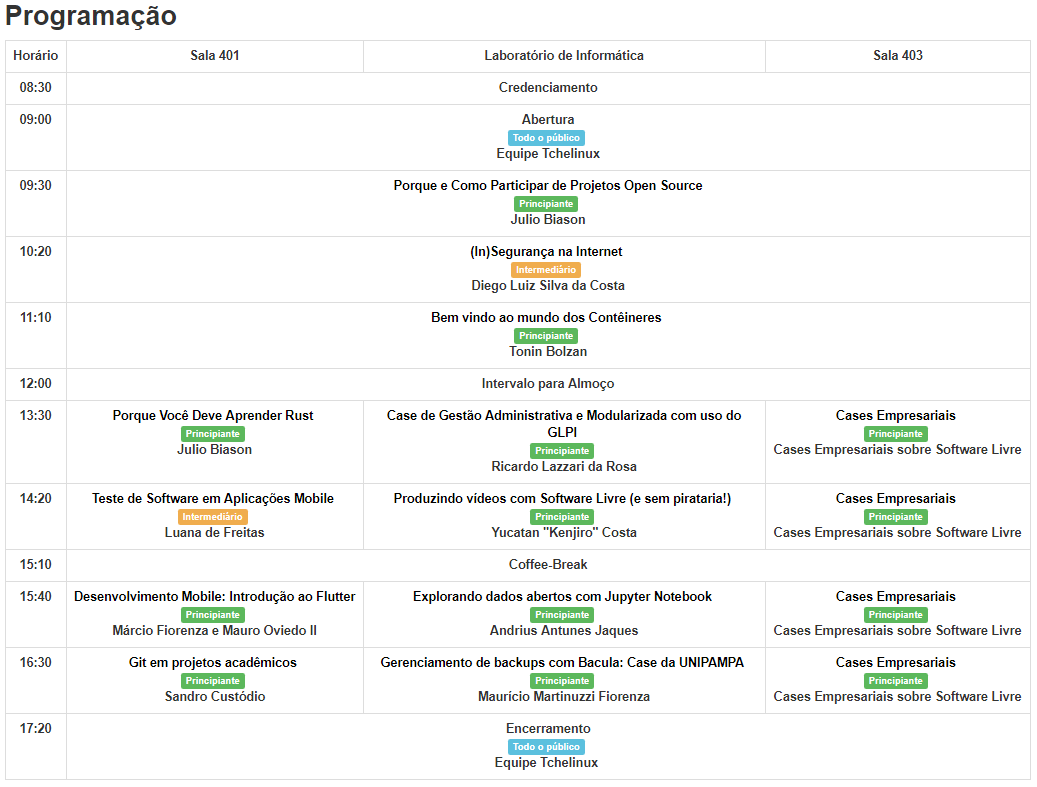 Programação
Horário Sala 401 Laboratório de Informática Sala 403
08:30 Credenciamento
09:00 Abertura
Todo o público
Equipe Tchelinux
09:30 Porque e Como Participar de Projetos Open Source
Principiante
Julio Biason
10:20 (In)Segurança na Internet
Intermediário
Diego Luiz Silva da Costa
11:10 Bem vindo ao mundo dos Contêineres
Principiante
Tonin Bolzan
12:00 Intervalo para Almoço
13:30 Porque Você Deve Aprender Rust
Principiante
Julio Biason
Case de Gestão Administrativa e Modularizada com uso do
GLPI
Principiante
Ricardo Lazzari da Rosa
Cases Empresariais
Principiante
Cases Empresariais sobre Software Livre
14:20 Teste de Software em Aplicações Mobile
Intermediário
Luana de Freitas
Produzindo vídeos com Software Livre (e sem pirataria!)
Principiante
Yucatan "Kenjiro" Costa
Cases Empresariais
Principiante
Cases Empresariais sobre Software Livre
15:10 Coffee-Break
15:40 Desenvolvimento Mobile: Introdução ao Flutter
Principiante
Márcio Fiorenza e Mauro Oviedo II
Explorando dados abertos com Jupyter Notebook
Principiante
Andrius Antunes Jaques
Cases Empresariais
Principiante
Cases Empresariais sobre Software Livre
16:30 Git em projetos acadêmicos
Principiante
Sandro Custódio
Gerenciamento de backups com Bacula: Case da UNIPAMPA
Principiante
Maurício Martinuzzi Fiorenza
Cases Empresariais
Principiante
Cases Empresariais sobre Software Livre
17:20 Encerramento
Todo o público
Equipe Tchelinux